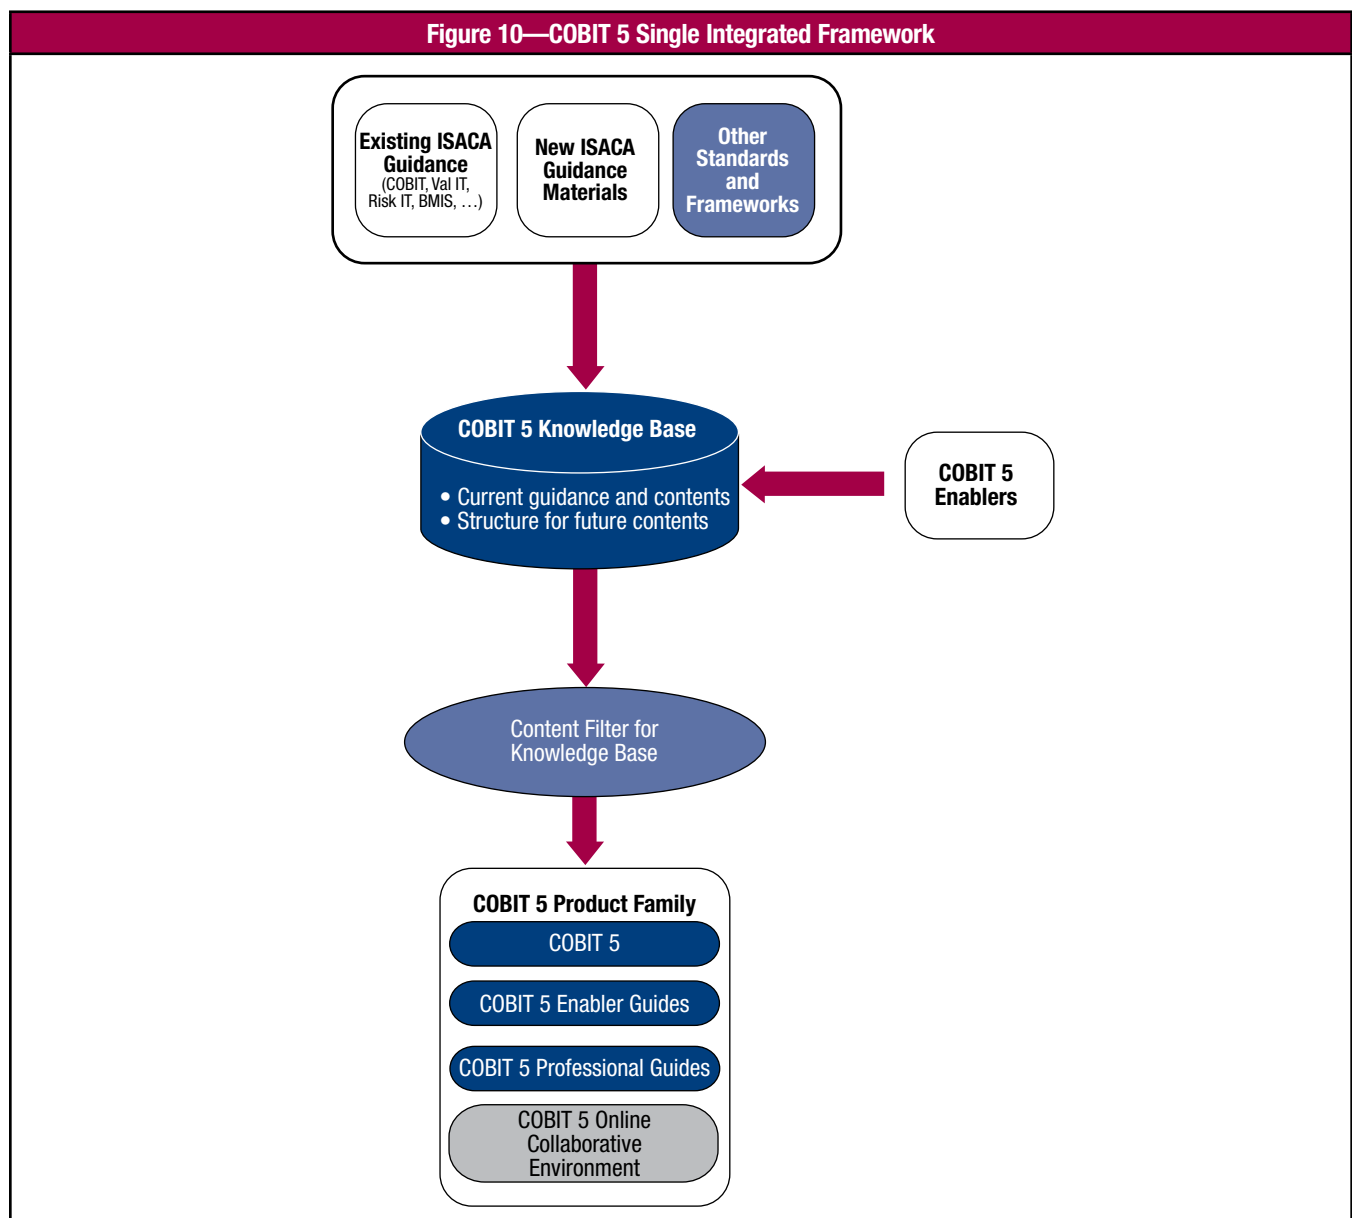 Figure 10—COBIT 5 Single Integrated Framework
Existing ISACA
Guidance
(COBIT, Val IT,
Risk IT, BMIS, …)
New ISACA
Guidance
Materials
Other
Standards
and
Frameworks
COBIT 5 Knowledge Base
• Current guidance and contents
• Structure for future contents
COBIT 5
Enablers
Content Filter for
Knowledge Base
COBIT 5 Product Family
COBIT 5
COBIT 5 Enabler Guides
COBIT 5 Professional Guides
COBIT 5 Online
Collaborative
Environment